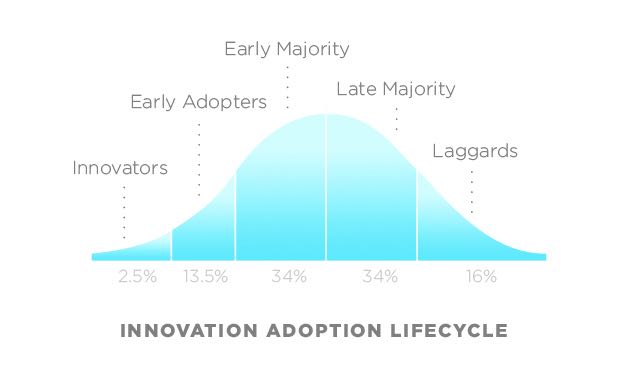 Early Majority
Late Majority
Early Adopters
Laggards
Innovators
2.5% 13.5% 34% 34% 16%
INNOVATION ADOPTION LIFECYCLE